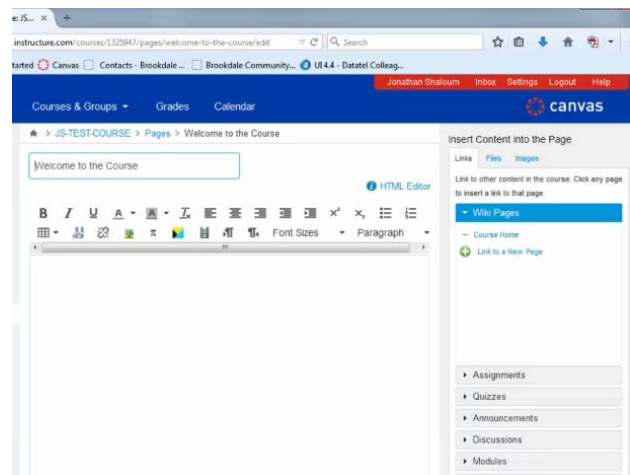 e: JS... × +
.instructure.com/courses/1325947/pages/welcome-to-the-course/edit Search
tarted Canvas Contacts - Brookdale ... Brookdale Community... UI 4.4 - Datatel Colleag...
Jonathan Shaloum Inbox Settings Logout Help
Courses & Groups Grades Calendar canvas
> JS-TEST-COURSE > Pages > Welcome to the Course
Insert Content into the Page
Welcome to the Course
Links Files Images
HTML Editor
Link to other content in the course. Click any page
to insert a link to that page.
B I U A A Tx x² x,
Wiki Pages
π ¶ ¶ Font Sizes Paragraph
Course Home
Link to a New Page
Assignments
Quizzes
Announcements
Discussions
Modules